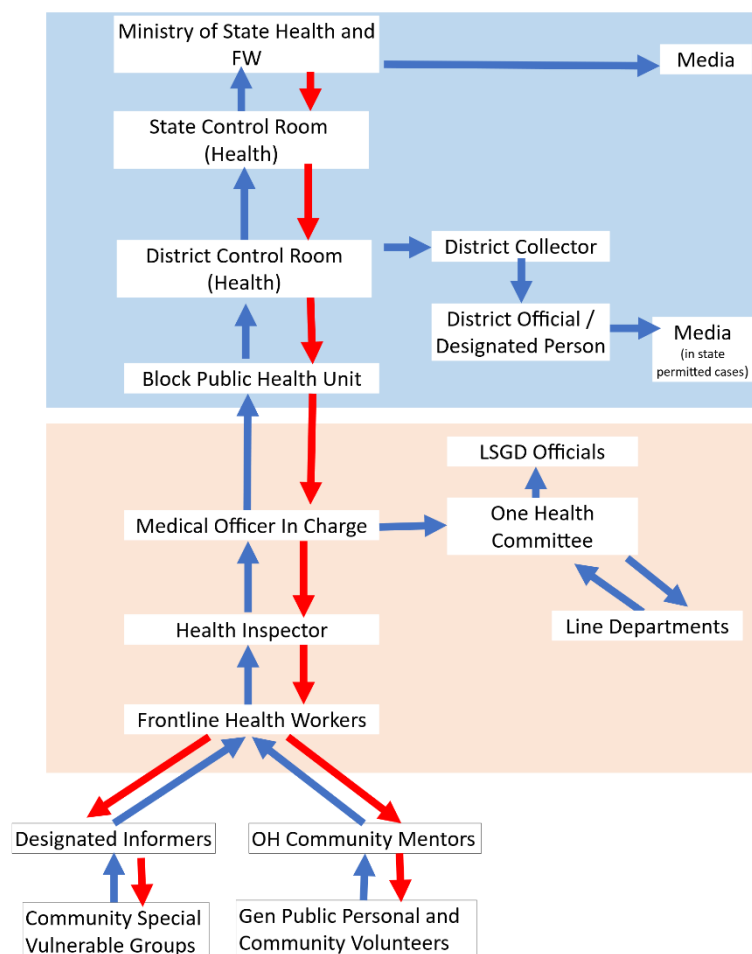 Ministry of State Health and
FW
Media
State Control Room
(Health)
District Control Room
(Health)
District Collector
District Official /
Designated Person
Media
(in state
permitted cases)
Block Public Health Unit
LSGD Officials
Medical Officer In Charge
One Health
Committee
Health Inspector
Line Departments
Frontline Health Workers
Designated Informers
OH Community Mentors
Community Special
Vulnerable Groups
Gen Public Personal and
Community Volunteers